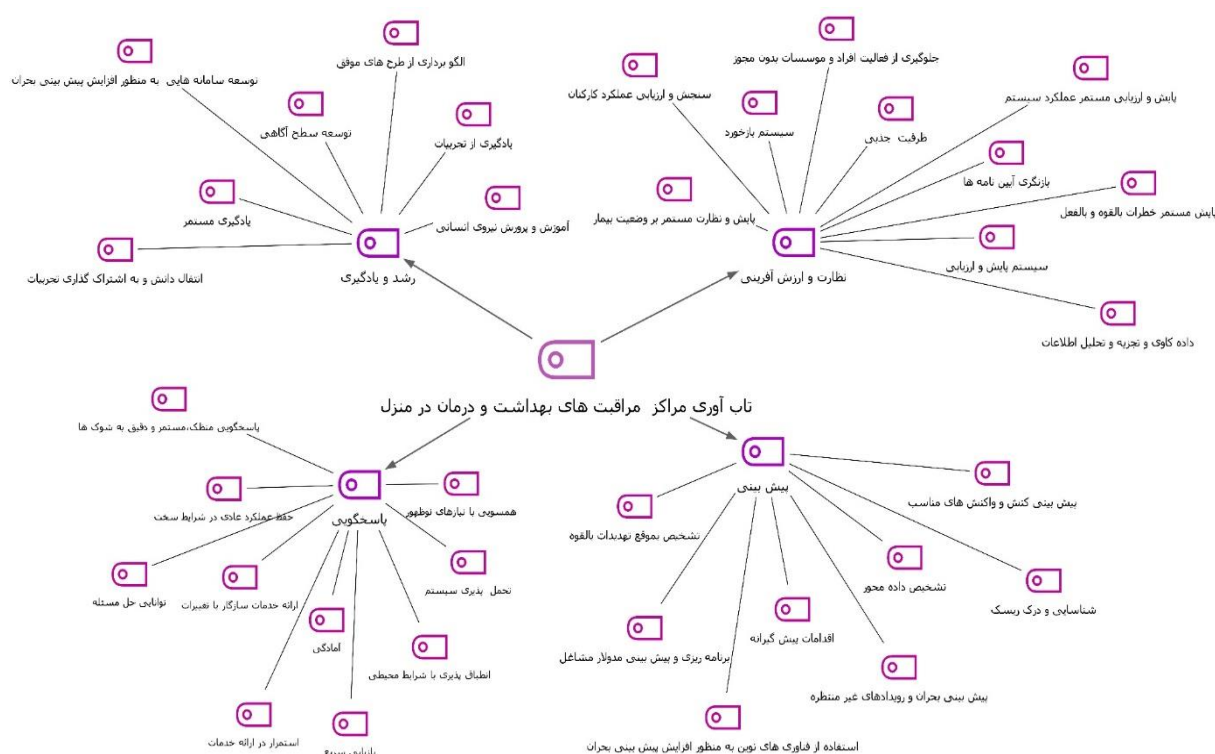 الگو برداری از طرح های موفق
توسعه سامانه هایی به منظور افزایش پیش بینی بحران
توسعه سطح آگاهی
یادگیری از تجربیات
یادگیری مستمر
آموزش و پرورش نیروی انسانی
انتقال دانش و به اشتراک گذاری تجربیات
رشد و یادگیری
جلوگیری از فعالیت افراد و موسسات بدون مجوز
سنجش و ارزیابی عملکرد کارکنان
پایش و ارزیابی مستمر عملکرد سیستم
سیستم بازخورد
ظرفیت جذبی
بازنگری آیین نامه ها
پایش و نظارت مستمر بر وضعیت بیمار
پایش مستمر خطرات بالقوه و بالفعل
سیستم پایش و ارزیابی
نظارت و ارزش آفرینی
داده کاوی و تجزیه و تحلیل اطلاعات
تاب آوری مراکز مراقبت های بهداشت و درمان در منزل
پاسخگویی منطک،مستمر و دقیق به شوک ها
حفظ عملکرد عادی در شرایط سخت
همسویی با نیازهای نوظهور
پاسخگویی
توانایی حل مسئله
ارائه خدمات سازگار با تغییرات
تحمل پذیری سیستم
آمادگی
انطباق پذیری با شرایط محیطی
استمرار در ارائه خدمات
بازیابی سریع
پیش بینی
پیش بینی کنش و واکنش های مناسب
تشخیص بموقع تهدیدات بالقوه
تشخیص داده محور
شناسایی و درک ریسک
اقدامات پیش گیرانه
برنامه ریزی و پیش بینی مدولار مشاغل
پیش بینی بحران و رویدادهای غیر منتظره
استفاده از فناوری های نوین به منظور افزایش پیش بینی بحران